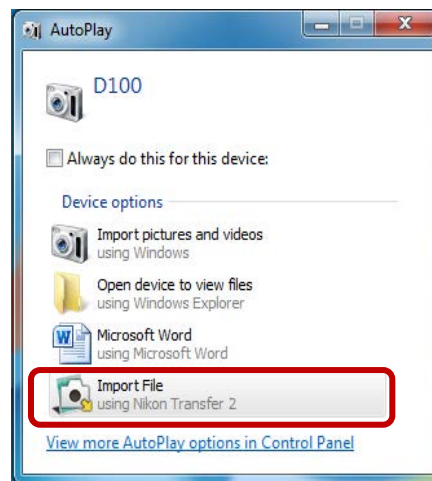 AutoPlay
D100
Always do this for this device:
Device options
Import pictures and videos
using Windows
Open device to view files
using Windows Explorer
W
Microsoft Word
using Microsoft Word
Import File
using Nikon Transfer 2
View more AutoPlay options in Control Panel